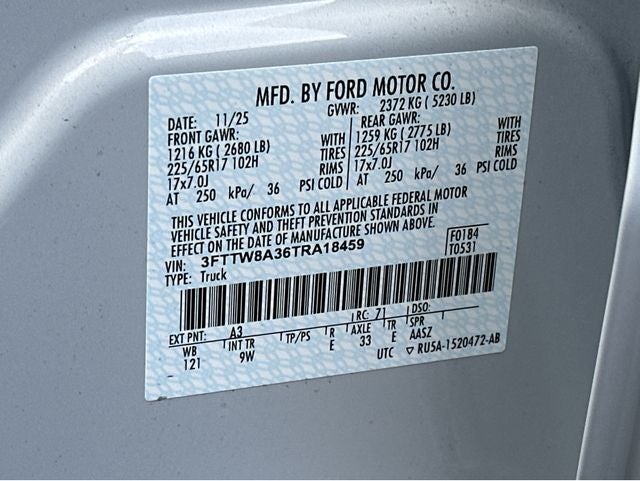 MFD. BY FORD MOTOR CO.
DATE: 11/25 GVWR: 2372 KG ( 5230 LB)
FRONT GAWR: REAR GAWR:
1216 KG ( 2680 LB) WITH 1259 KG ( 2775 LB) WITH
225/65R17 102H TIRES 225/65R17 102H TIRES
17x7.0J RIMS 17x7.0J RIMS
AT 250 kPa/ 36 PSI COLD AT 250 kPa/ 36 PSI COLD
THIS VEHICLE CONFORMS TO ALL APPLICABLE FEDERAL MOTOR
VEHICLE SAFETY AND THEFT PREVENTION STANDARDS IN
EFFECT ON THE DATE OF MANUFACTURE SHOWN ABOVE.
VIN: 3FTTW8A36TRA18459 F0184
TYPE: Truck T0531
EXT PNT: A3 RC: 71 DSO:
WB INT TR TP/PS R AXLE TR SPR
121 9W E 33 E AASZ
UTC ▽ RU5A-1520472-AB